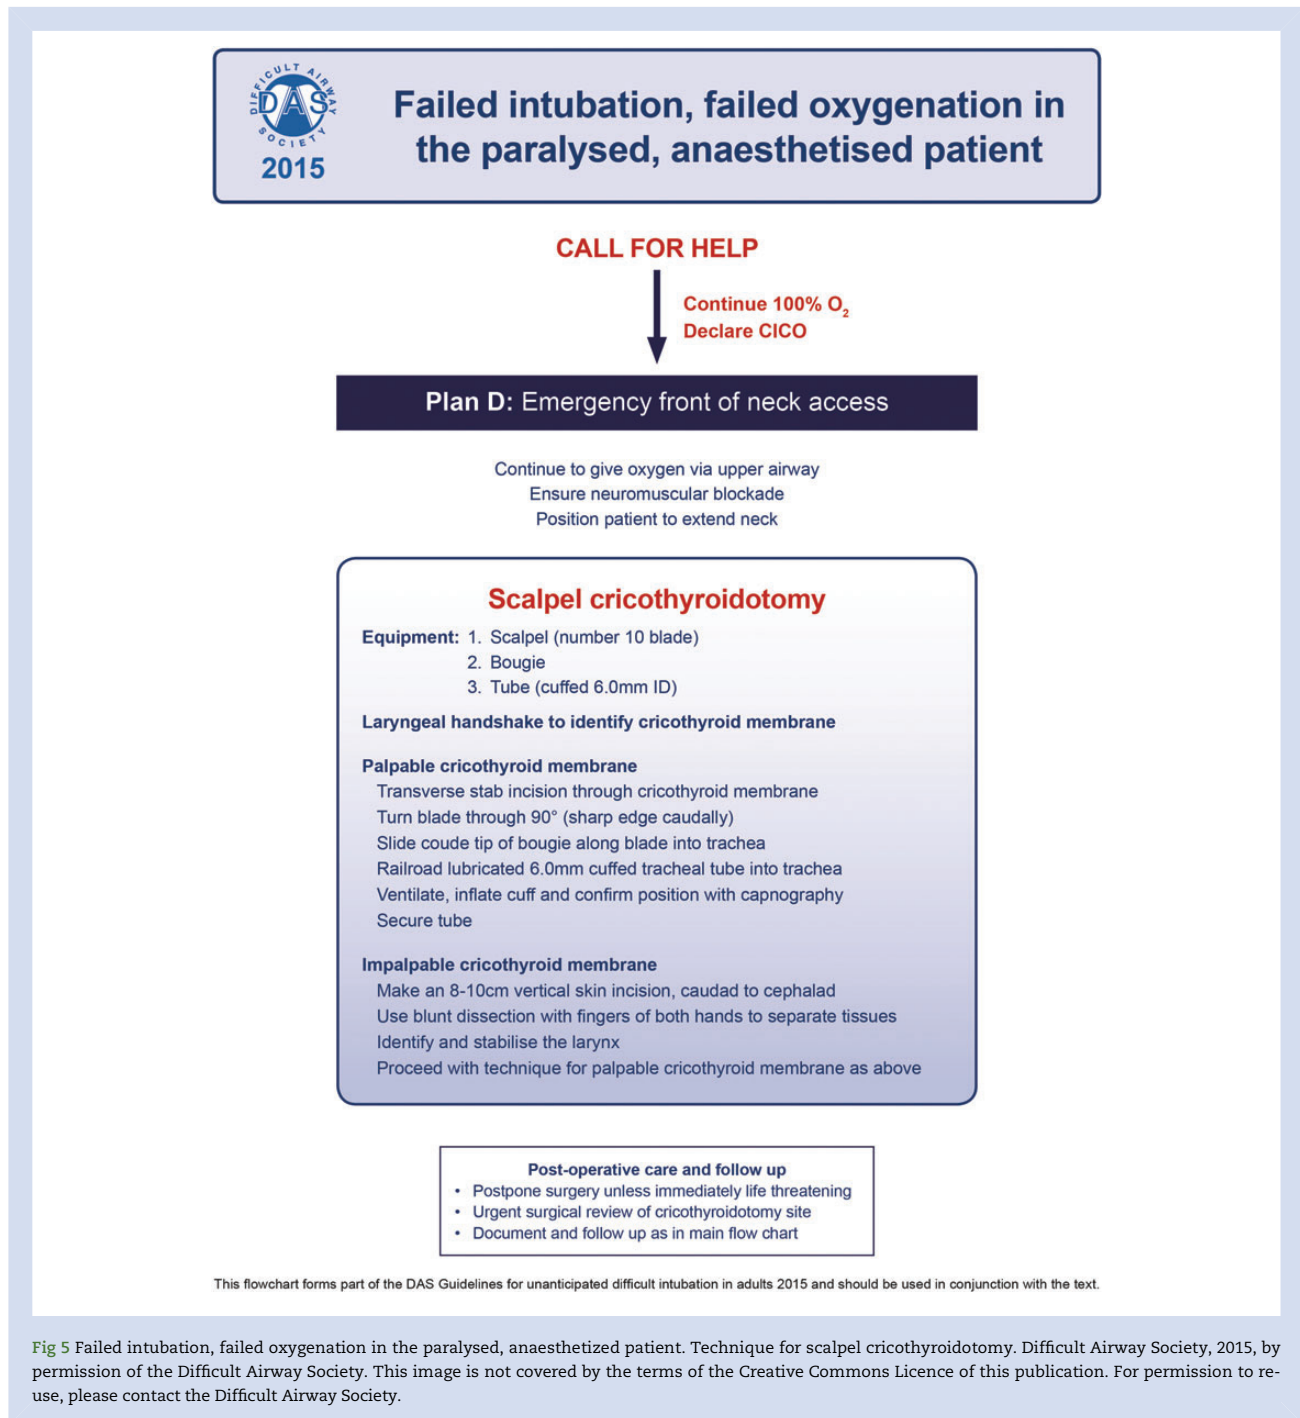 DIFFICULT AIRWAY SOCIETY
DAS
2015
Failed intubation, failed oxygenation in
the paralysed, anaesthetised patient
CALL FOR HELP
Continue 100% O2
Declare CICO
Plan D: Emergency front of neck access
Continue to give oxygen via upper airway
Ensure neuromuscular blockade
Position patient to extend neck
Scalpel cricothyroidotomy
Equipment: 1. Scalpel (number 10 blade)
2. Bougie
3. Tube (cuffed 6.0mm ID)
Laryngeal handshake to identify cricothyroid membrane
Palpable cricothyroid membrane
Transverse stab incision through cricothyroid membrane
Turn blade through 90° (sharp edge caudally)
Slide coude tip of bougie along blade into trachea
Railroad lubricated 6.0mm cuffed tracheal tube into trachea
Ventilate, inflate cuff and confirm position with capnography
Secure tube
Impalpable cricothyroid membrane
Make an 8-10cm vertical skin incision, caudad to cephalad
Use blunt dissection with fingers of both hands to separate tissues
Identify and stabilise the larynx
Proceed with technique for palpable cricothyroid membrane as above
Post-operative care and follow up
• Postpone surgery unless immediately life threatening
• Urgent surgical review of cricothyroidotomy site
• Document and follow up as in main flow chart
This flowchart forms part of the DAS Guidelines for unanticipated difficult intubation in adults 2015 and should be used in conjunction with the text.
Fig 5 Failed intubation, failed oxygenation in the paralysed, anaesthetized patient. Technique for scalpel cricothyroidotomy. Difficult Airway Society, 2015, by
permission of the Difficult Airway Society. This image is not covered by the terms of the Creative Commons Licence of this publication. For permission to re-
use, please contact the Difficult Airway Society.